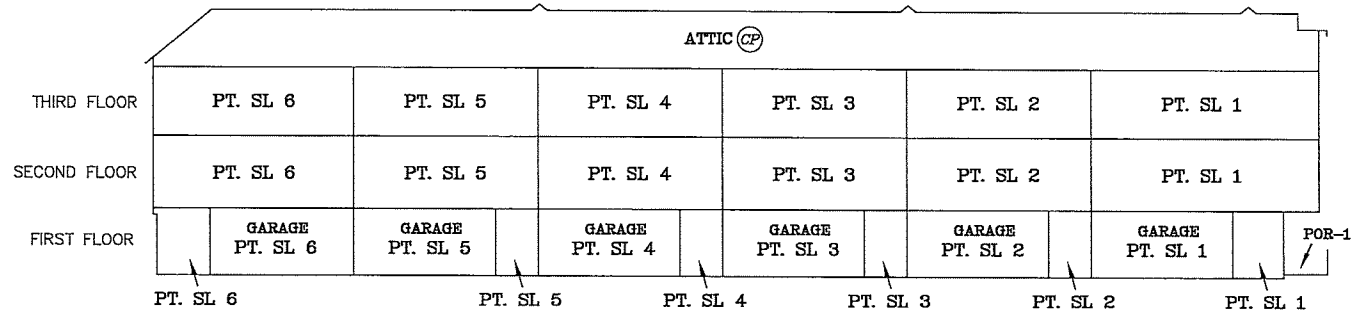 ATTIC CP
THIRD FLOOR PT. SL 6 PT. SL 5 PT. SL 4 PT. SL 3 PT. SL 2 PT. SL 1
SECOND FLOOR PT. SL 6 PT. SL 5 PT. SL 4 PT. SL 3 PT. SL 2 PT. SL 1
FIRST FLOOR
GARAGE
PT. SL 6
GARAGE
PT. SL 5
GARAGE
PT. SL 4
GARAGE
PT. SL 3
GARAGE
PT. SL 2
GARAGE
PT. SL 1
POR-1
PT. SL 6 PT. SL 5 PT. SL 4 PT. SL 3 PT. SL 2 PT. SL 1